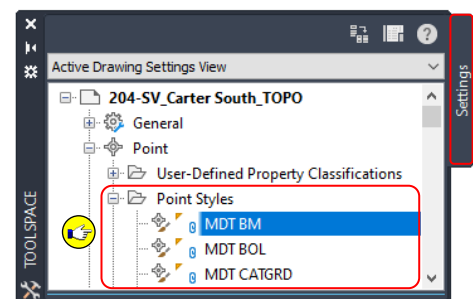 Active Drawing Settings View
Settings
204-SV_Carter South_TOPO
General
Point
User-Defined Property Classifications
Point Styles
MDT BM
MDT BOL
MDT CATGRD
TOOLSPACE